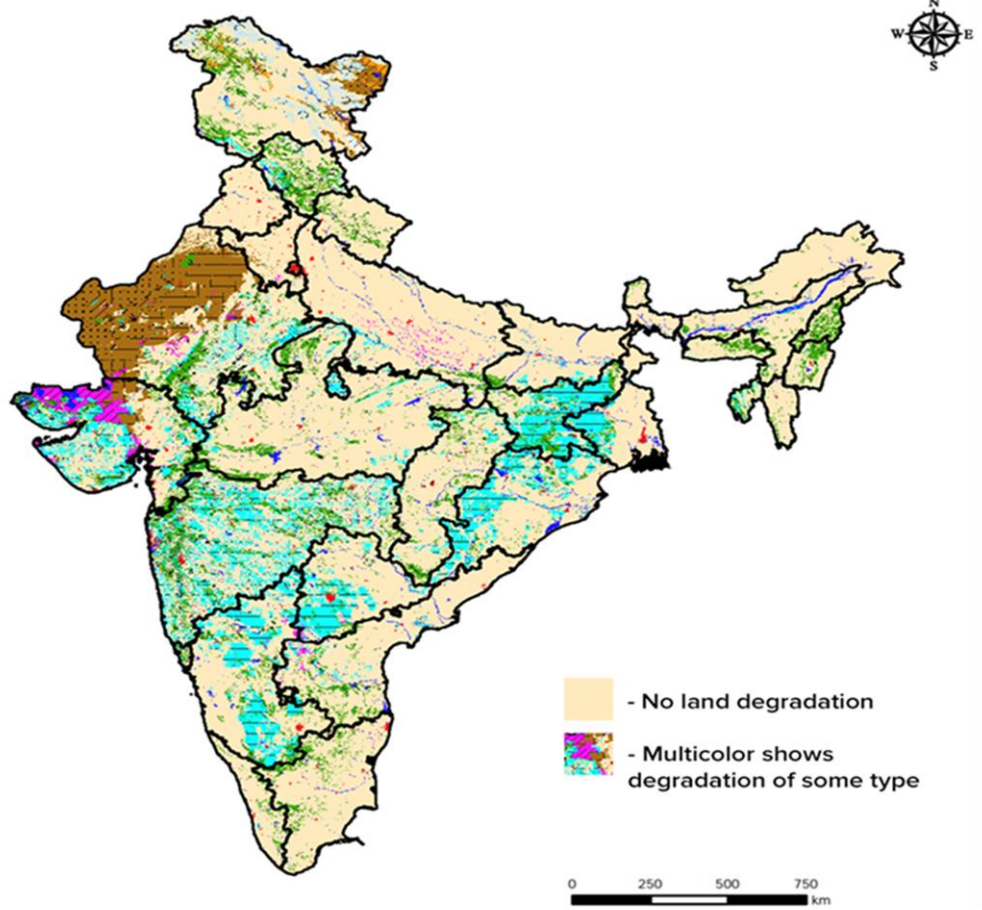 N
W E
S
- No land degradation
- Multicolor shows
degradation of some type
0 250 500 750
km